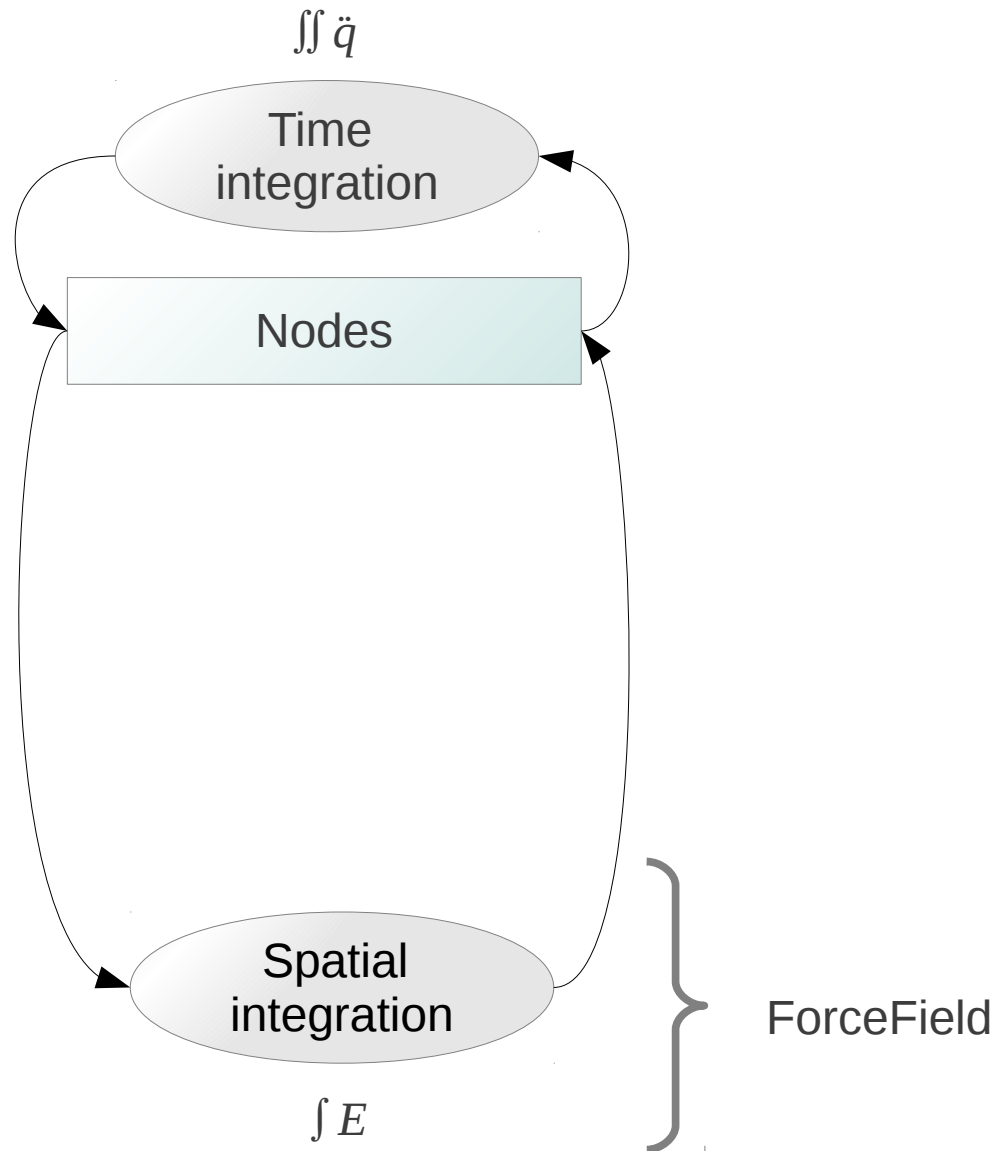 ∬ q̈
Time
integration
Nodes
Spatial
integration
ForceField
∫ E